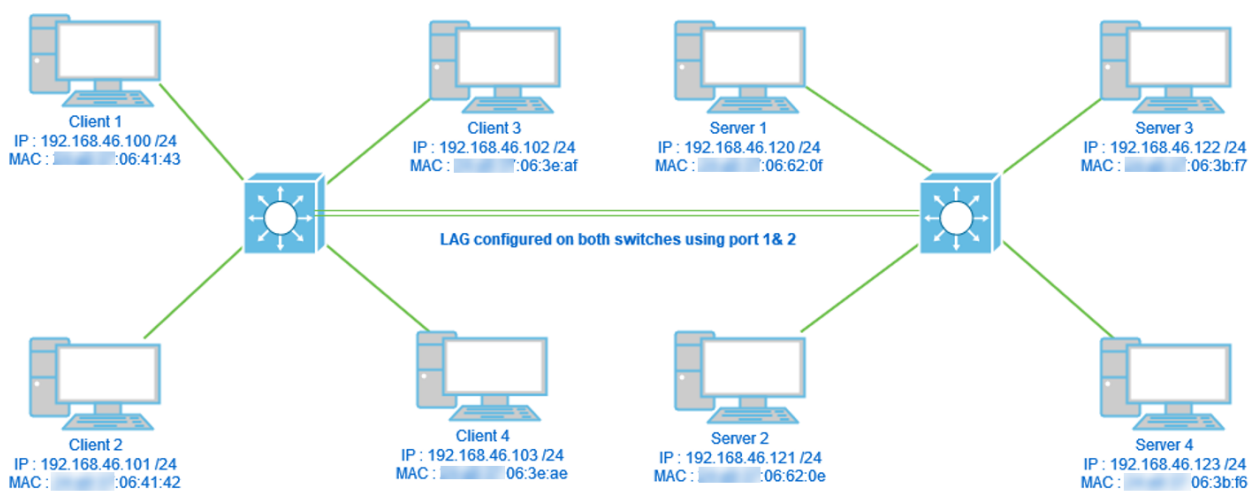 Client 1
IP : 192.168.46.100 /24
MAC : :06:41:43
Client 3
IP : 192.168.46.102 /24
MAC : :06:3e:af
Server 1
IP : 192.168.46.120 /24
MAC : :06:62:0f
Server 3
IP : 192.168.46.122 /24
MAC : :06:3b:f7
LAG configured on both switches using port 1& 2
Client 2
IP : 192.168.46.101 /24
MAC : :06:41:42
Client 4
IP : 192.168.46.103 /24
MAC : 06:3e:ae
Server 2
IP : 192.168.46.121 /24
MAC : :06:62:0e
Server 4
IP : 192.168.46.123 /24
MAC : 06:3b:f6